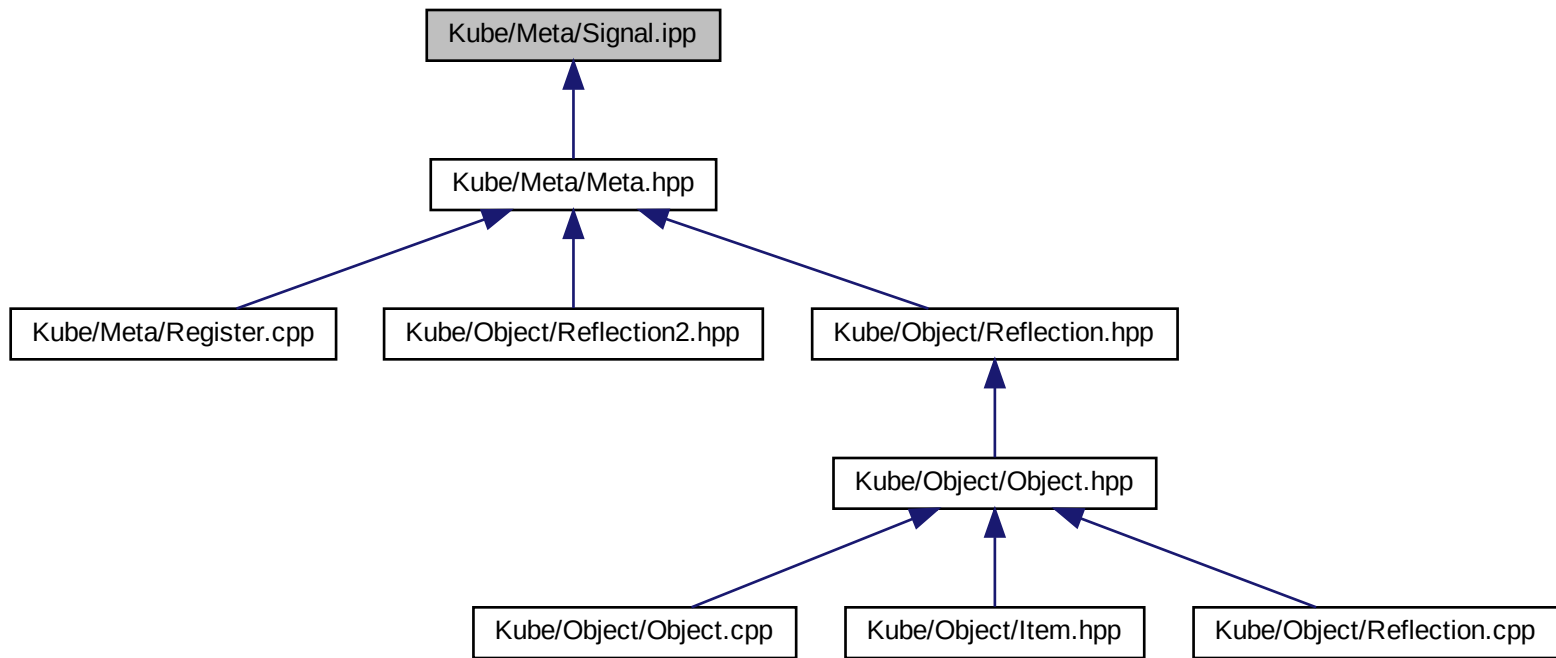 Kube/Meta/Signal.ipp
Kube/Meta/Meta.hpp
Kube/Meta/Register.cpp
Kube/Object/Reflection2.hpp
Kube/Object/Reflection.hpp
Kube/Object/Object.hpp
Kube/Object/Object.cpp
Kube/Object/Item.hpp
Kube/Object/Reflection.cpp